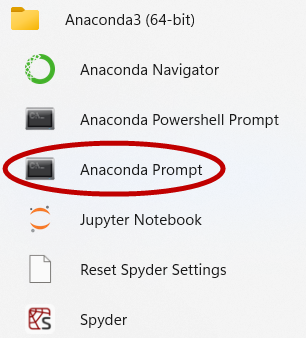 Anaconda3 (64-bit)
Anaconda Navigator
Anaconda Powershell Prompt
Anaconda Prompt
Jupyter Notebook
Reset Spyder Settings
Spyder